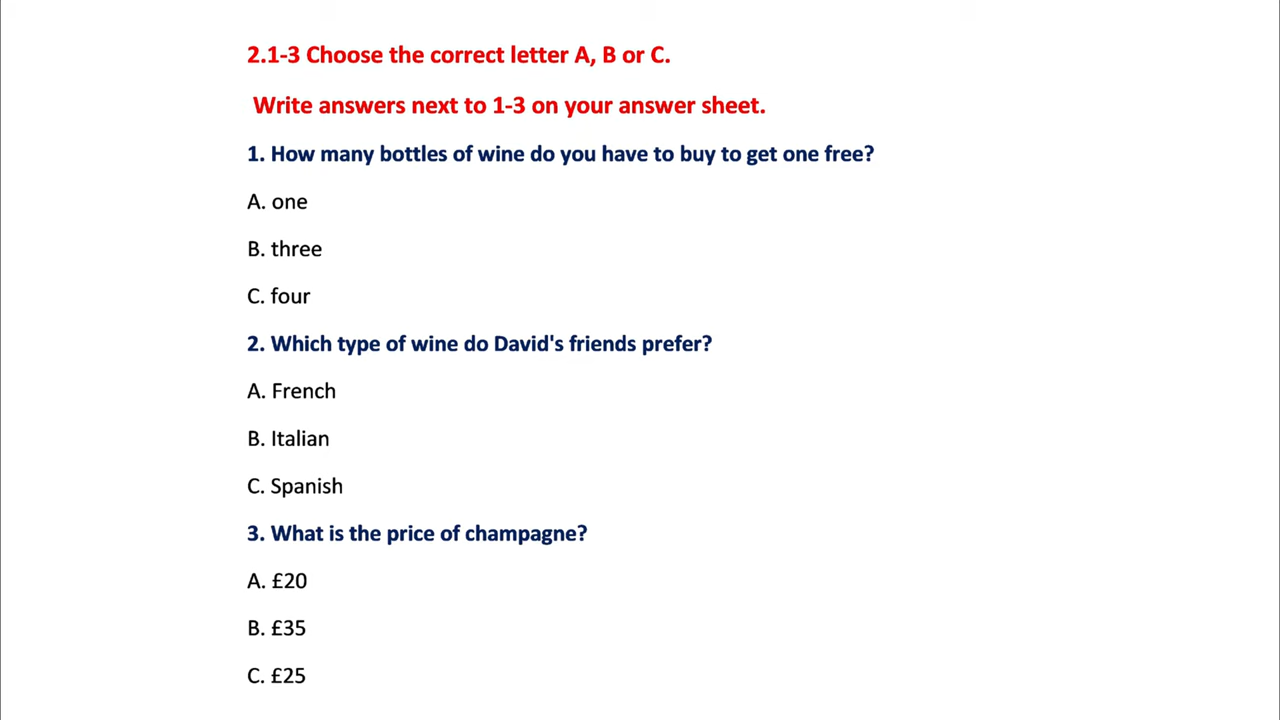 2.1-3 Choose the correct letter A, B or C.
Write answers next to 1-3 on your answer sheet.
1. How many bottles of wine do you have to buy to get one free?
A. one
B. three
C. four
2. Which type of wine do David's friends prefer?
A. French
B. Italian
C. Spanish
3. What is the price of champagne?
A. £20
B. £35
C. £25